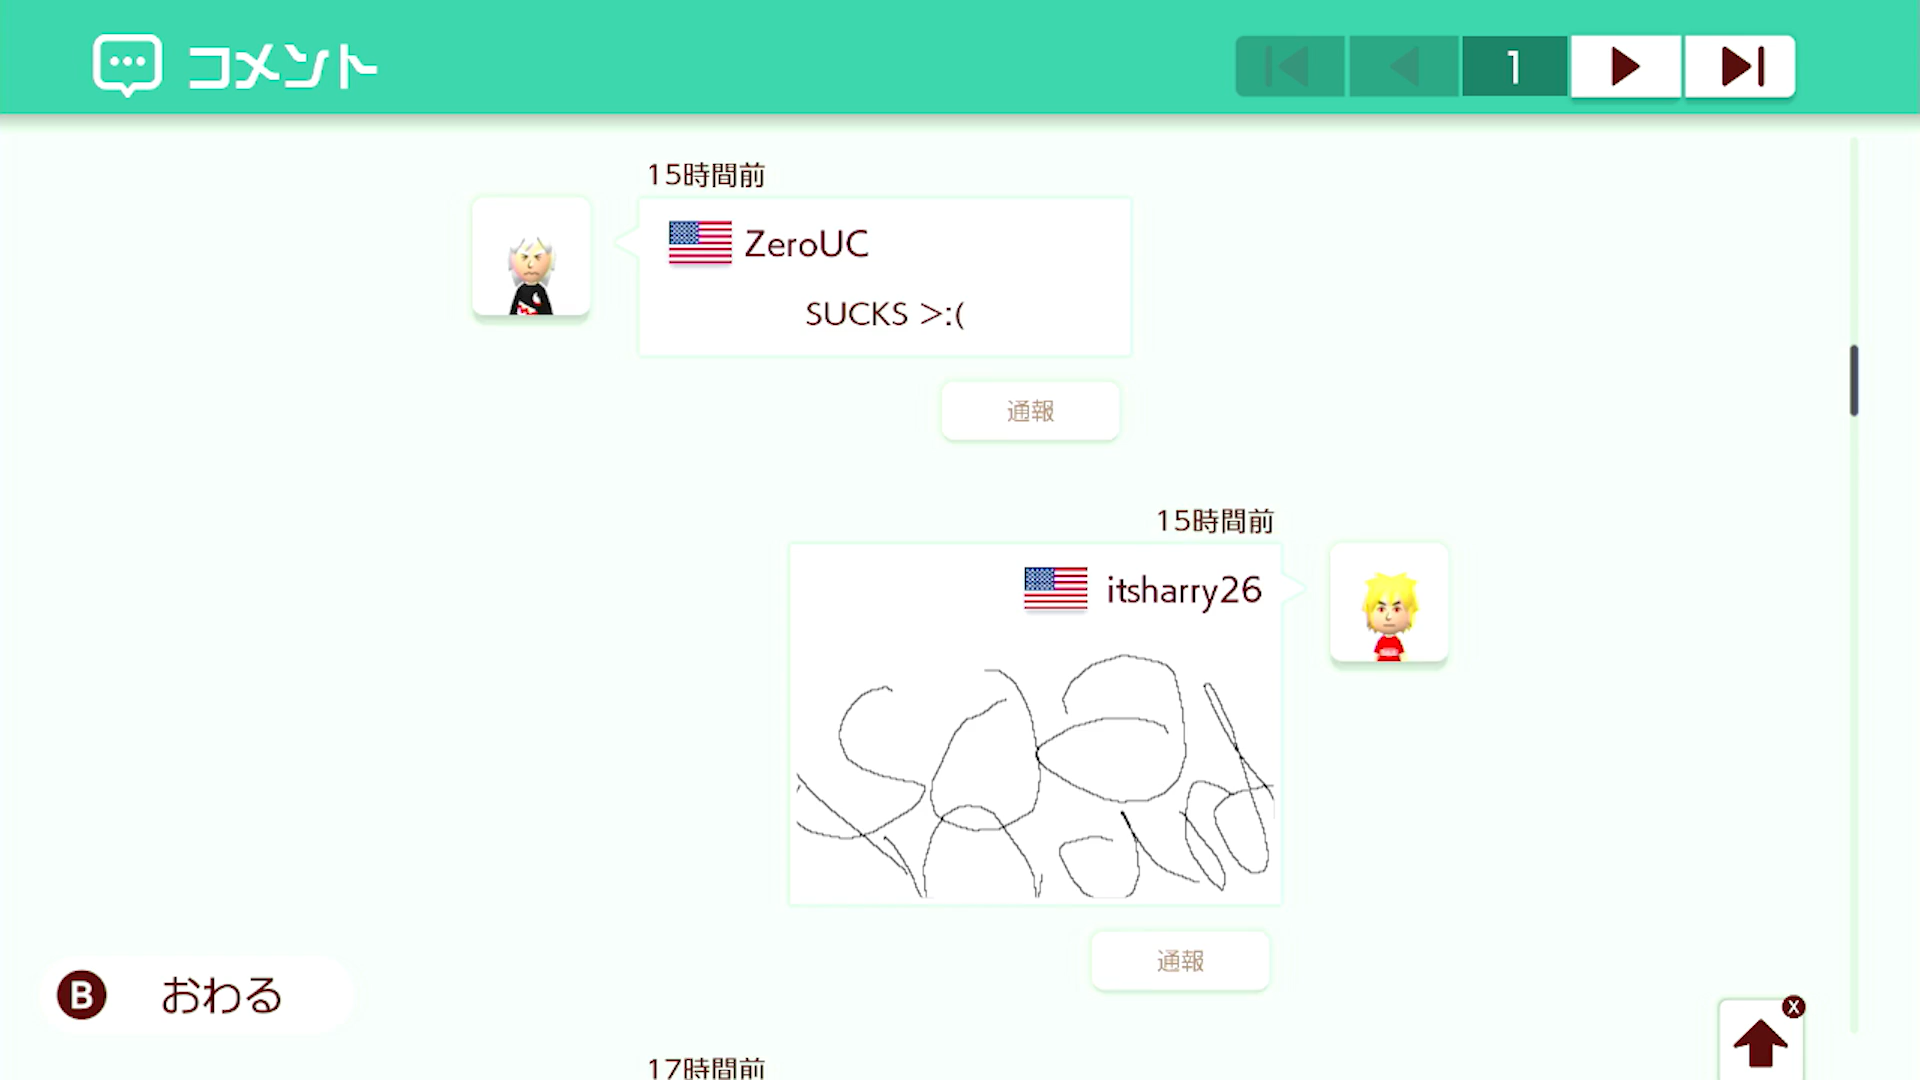 コメント
1
15時間前
ZeroUC
SUCKS >:(
通報
15時間前
itsharry26
通報
B おわる
X
17時間前